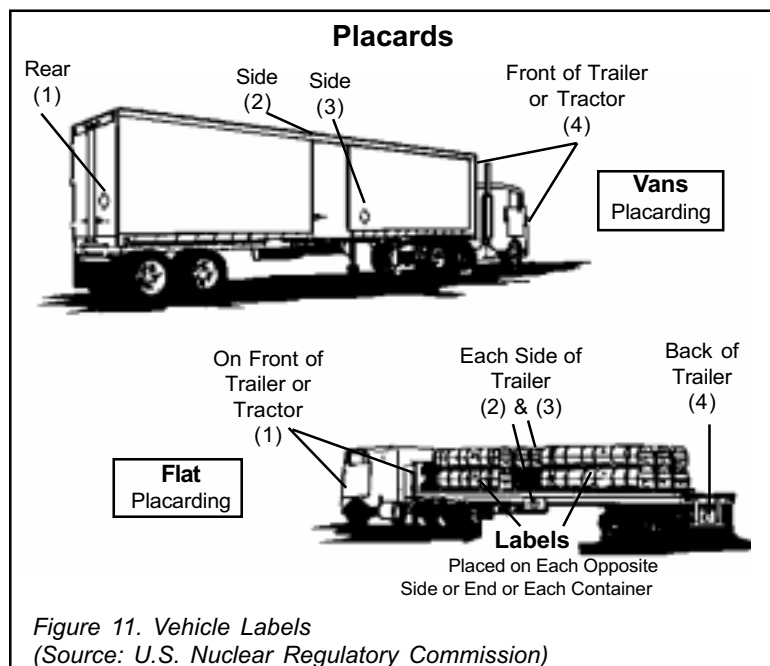 Placards
Rear
(1)
Side
(2)
Side
(3)
Front of Trailer
or Tractor
(4)
Vans
Placarding
On Front of
Trailer or
Tractor
(1)
Each Side of
Trailer
(2) & (3)
Back of
Trailer
(4)
Flat
Placarding
Labels
Placed on Each Opposite
Side or End or Each Container
Figure 11. Vehicle Labels
(Source: U.S. Nuclear Regulatory Commission)